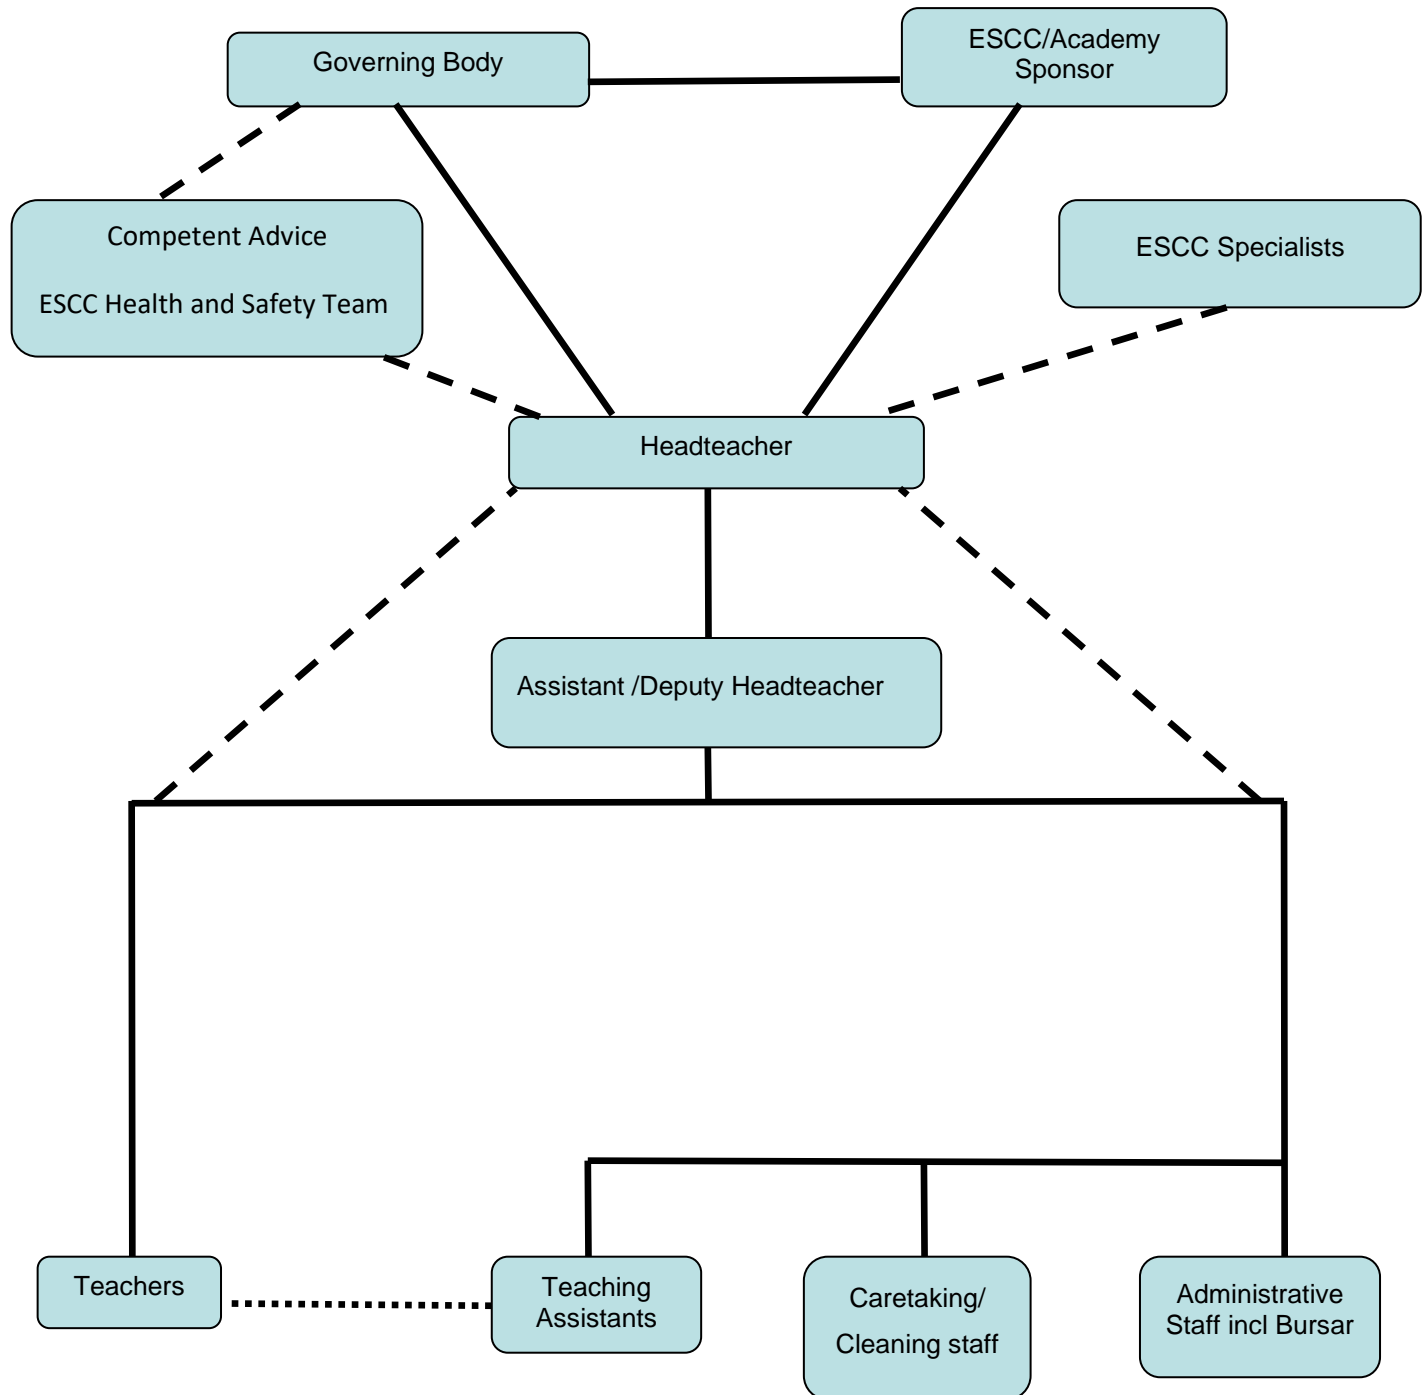 Governing Body
ESCC/Academy
Sponsor
Competent Advice
ESCC Health and Safety Team
ESCC Specialists
Headteacher
Assistant /Deputy Headteacher
Teachers
Teaching
Assistants
Caretaking/
Cleaning staff
Administrative
Staff incl Bursar